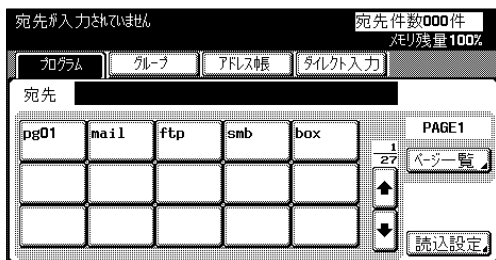 宛先が入力されていません
宛先件数000件
メモリ残量100%
プログラム グループ アドレス帳 ダイレクト入力
宛先
pg01 mail ftp smb box
PAGE1
1
27
ページ一覧
読込設定